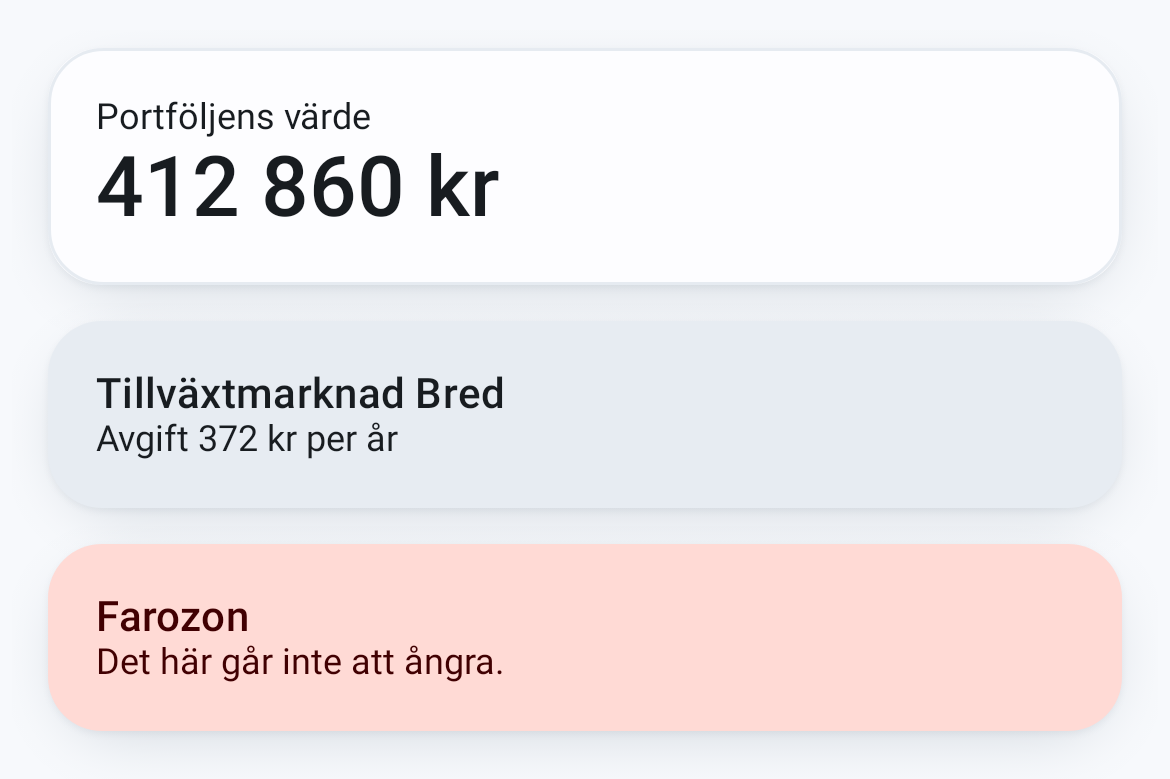 Portföljens värde
412 860 kr
Tillväxtmarknad Bred
Avgift 372 kr per år
Farozon
Det här går inte att ångra.